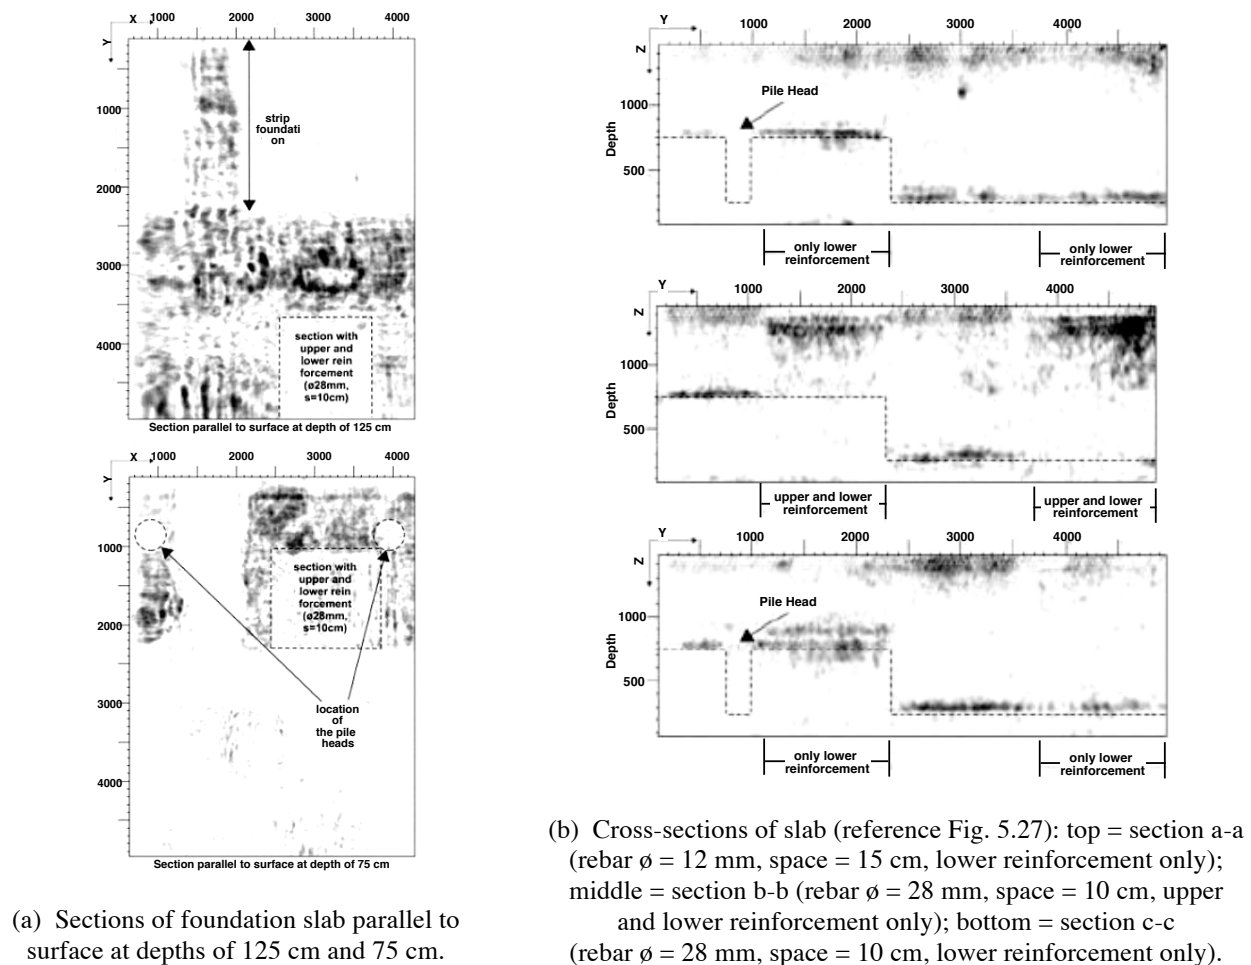 X 1000 2000 3000 4000
Y
1000
2000
3000
4000
strip
foundati
on
section with
upper and
lower rein
forcement
(ø28mm,
s=10cm)
Section parallel to surface at depth of 125 cm
X 1000 2000 3000 4000
Y
1000
2000
3000
4000
section with
upper and
lower rein
forcement
(ø28mm,
s=10cm)
location
of
the pile
heads
Section parallel to surface at depth of 75 cm
(a) Sections of foundation slab parallel to
surface at depths of 125 cm and 75 cm.
Y 1000 2000 3000 4000
Z
1000
500
Depth
Pile Head
only lower
reinforcement
only lower
reinforcement
Y 1000 2000 3000 4000
Z
1000
500
Depth
upper and lower
reinforcement
upper and lower
reinforcement
Y 1000 2000 3000 4000
Z
1000
500
Depth
Pile Head
only lower
reinforcement
only lower
reinforcement
(b) Cross-sections of slab (reference Fig. 5.27): top = section a-a
(rebar ø = 12 mm, space = 15 cm, lower reinforcement only);
middle = section b-b (rebar ø = 28 mm, space = 10 cm, upper
and lower reinforcement only); bottom = section c-c
(rebar ø = 28 mm, space = 10 cm, lower reinforcement only).